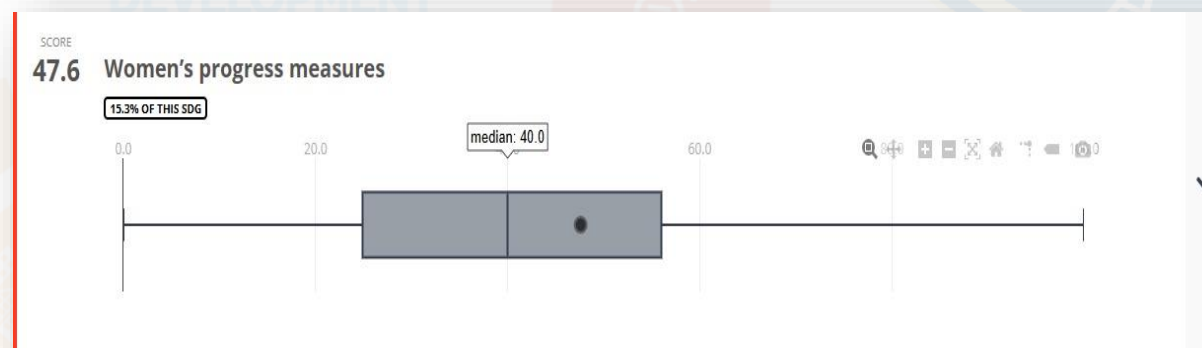 DEVELOPMENT
SCORE
47.6 Women's progress measures
15.3% OF THIS SDG
median: 40.0
0.0 20.0 60.0